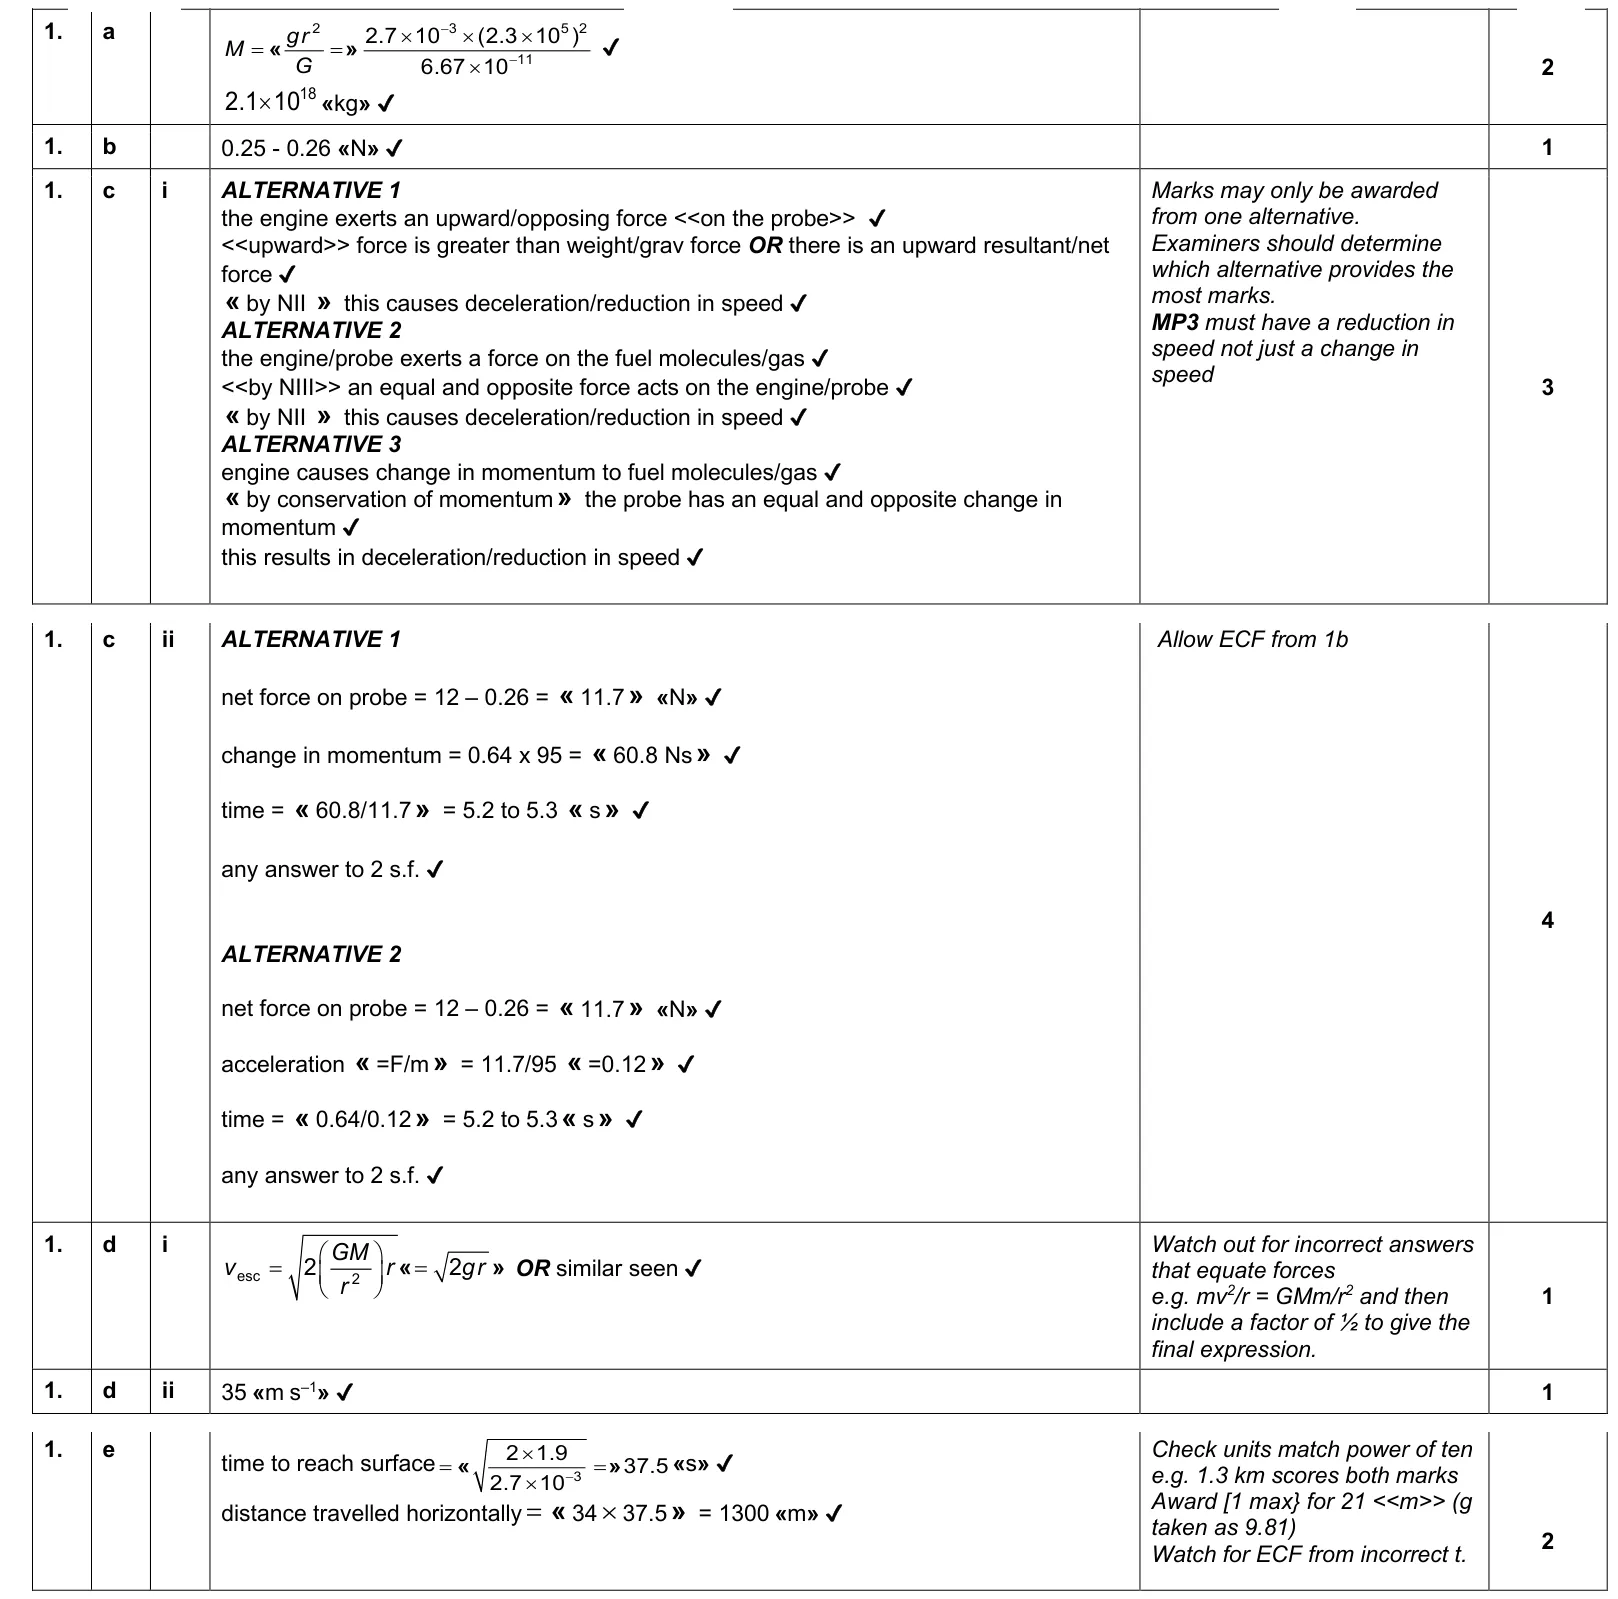 1. a M = «gr²/G =» 2.7 ×10⁻³ ×(2.3 ×10⁵)²/6.67 ×10⁻¹¹ ✓
2
2.1×10¹⁸ «kg» ✓
1. b 0.25 - 0.26 «N» ✓ 1
1. c i ALTERNATIVE 1
the engine exerts an upward/opposing force <<on the probe>> ✓
<<upward>> force is greater than weight/grav force OR there is an upward resultant/net
force ✓
« by NII » this causes deceleration/reduction in speed ✓
ALTERNATIVE 2
the engine/probe exerts a force on the fuel molecules/gas ✓
<<by NIII>> an equal and opposite force acts on the engine/probe ✓
« by NII » this causes deceleration/reduction in speed ✓
ALTERNATIVE 3
engine causes change in momentum to fuel molecules/gas ✓
« by conservation of momentum » the probe has an equal and opposite change in
momentum ✓
this results in deceleration/reduction in speed ✓
Marks may only be awarded
from one alternative.
Examiners should determine
which alternative provides the
most marks.
MP3 must have a reduction in
speed not just a change in
speed
3
1. c ii ALTERNATIVE 1
net force on probe = 12 – 0.26 = « 11.7 » «N» ✓
change in momentum = 0.64 x 95 = « 60.8 Ns » ✓
time = « 60.8/11.7 » = 5.2 to 5.3 « s » ✓
any answer to 2 s.f. ✓
ALTERNATIVE 2
net force on probe = 12 – 0.26 = « 11.7 » «N» ✓
acceleration « =F/m » = 11.7/95 « =0.12 » ✓
time = « 0.64/0.12 » = 5.2 to 5.3 « s » ✓
any answer to 2 s.f. ✓
Allow ECF from 1b
4
1. d i v_esc = √(2(GM/r²)r) «= √(2gr) » OR similar seen ✓
Watch out for incorrect answers
that equate forces
e.g. mv²/r = GMm/r² and then
include a factor of ½ to give the
final expression.
1
1. d ii 35 «m s⁻¹» ✓ 1
1. e time to reach surface = «√(2 ×1.9/2.7 ×10⁻³) =» 37.5 «s» ✓
distance travelled horizontally = « 34 × 37.5 » = 1300 «m» ✓
Check units match power of ten
e.g. 1.3 km scores both marks
Award [1 max} for 21 <<m>> (g
taken as 9.81)
Watch for ECF from incorrect t.
2